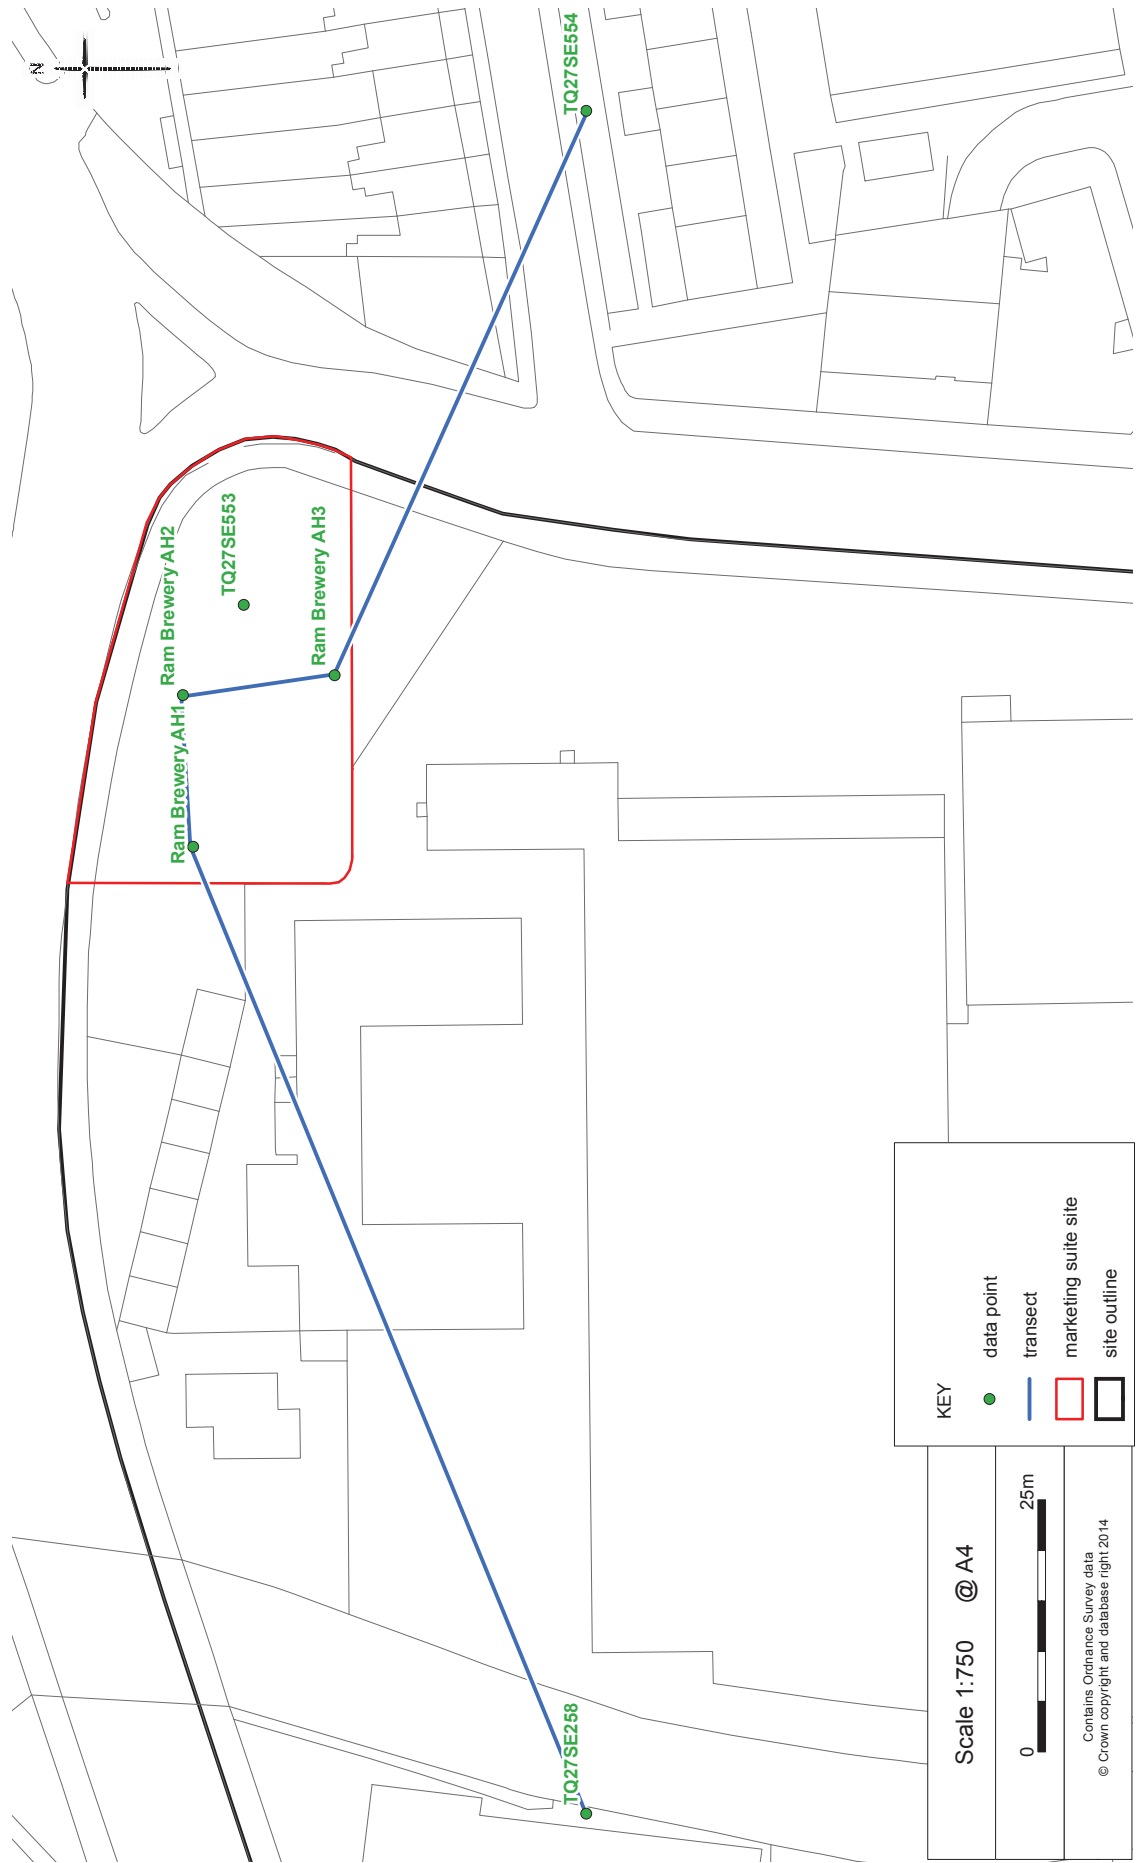 N
TQ27SE554
TQ27SE553
Ram Brewery AH2
Ram Brewery AH3
Ram Brewery AH1
TQ27SE258
KEY
data point
transect
marketing suite site
site outline
Scale 1:750 @ A4
0 25m
Contains Ordnance Survey data
© Crown copyright and database right 2014